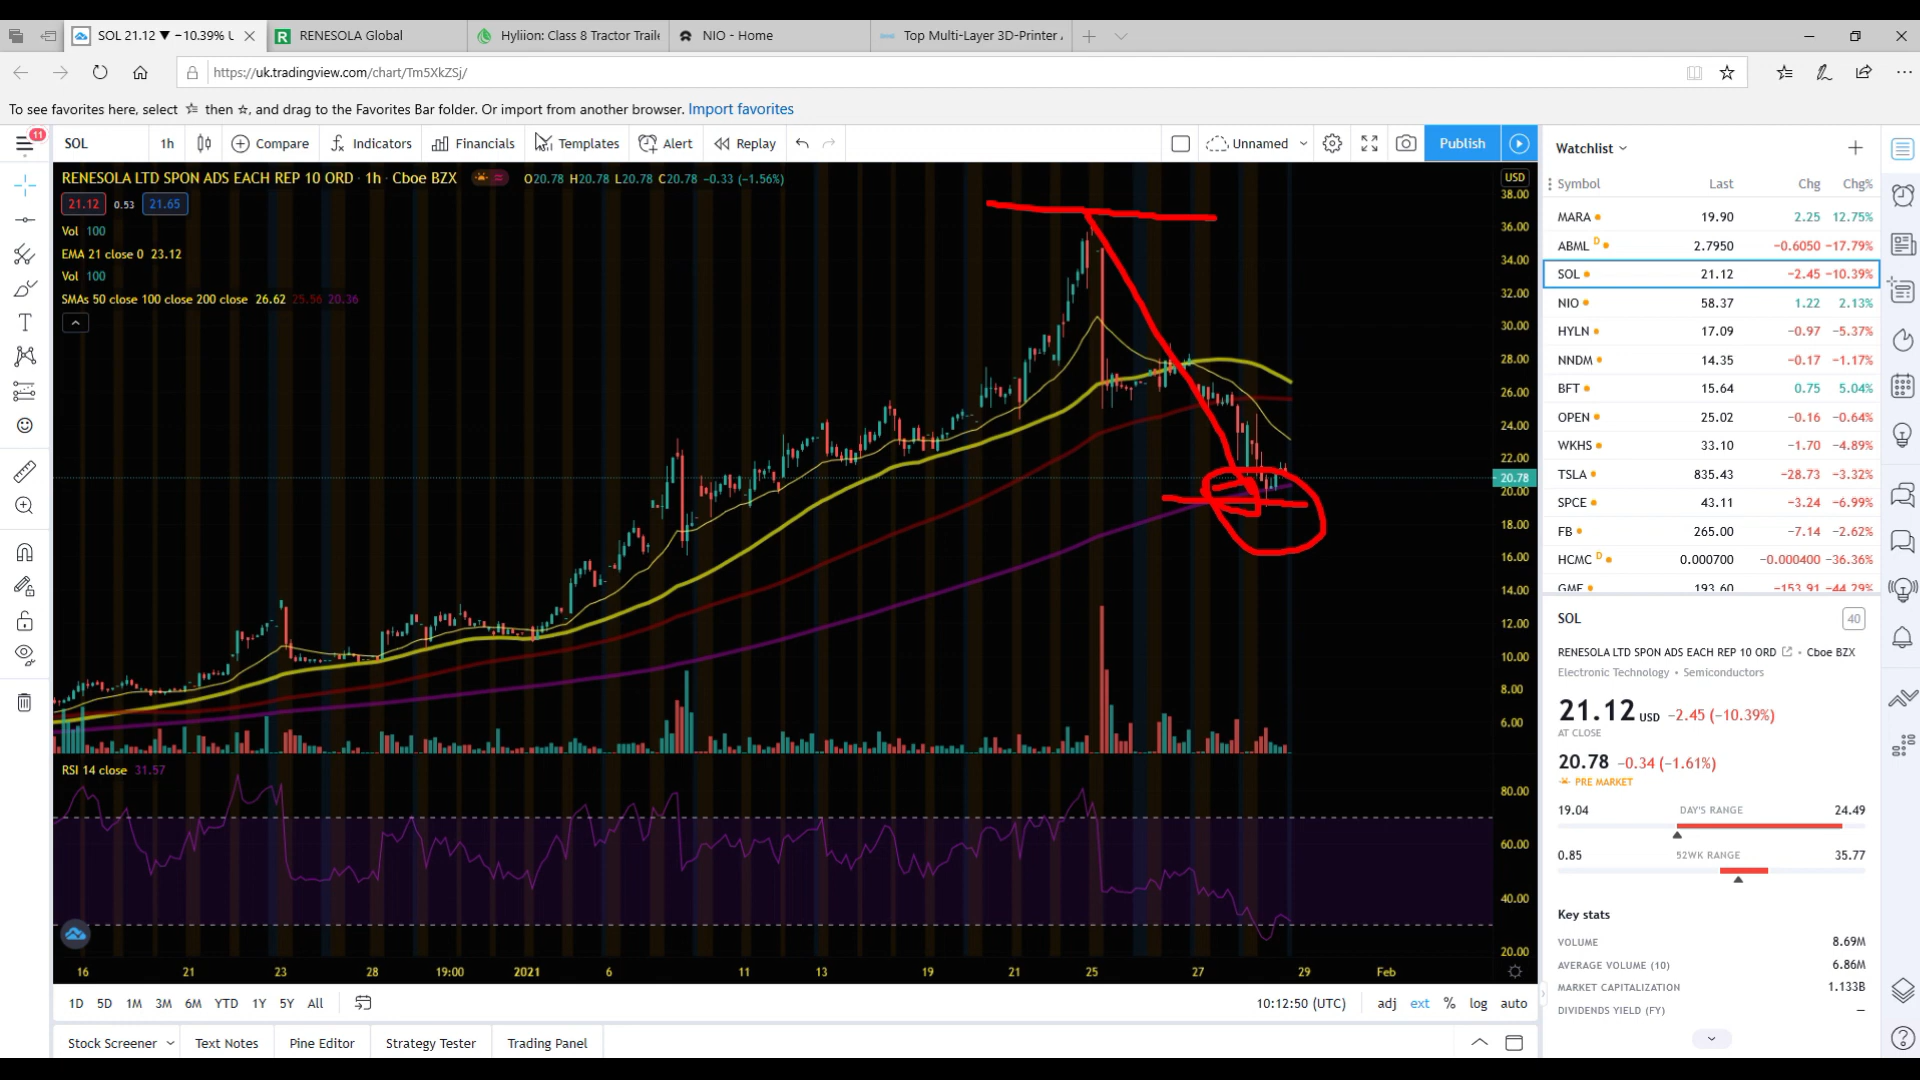 SOL 21.12 ▼ −10.39% U
RENESOLA Global
Hyliion: Class 8 Tractor Traile
NIO - Home
Top Multi-Layer 3D-Printer
https://uk.tradingview.com/chart/Tm5XkZSj/
To see favorites here, select then ☆, and drag to the Favorites Bar folder. Or import from another browser. Import favorites
11
SOL
1h
Compare
Indicators
Financials
Templates
Alert
Replay
Unnamed
Publish
RENESOLA LTD SPON ADS EACH REP 10 ORD · 1h · Cboe BZX
O20.78 H20.78 L20.78 C20.78 −0.33 (−1.56%)
21.12 0.53 21.65
Vol 100
EMA 21 close 0 23.12
Vol 100
SMAs 50 close 100 close 200 close 26.62 25.56 20.36
USD
38.00
36.00
34.00
32.00
30.00
28.00
26.00
24.00
22.00
20.78
20.00
18.00
16.00
14.00
12.00
10.00
8.00
6.00
RSI 14 close 31.57
80.00
60.00
40.00
20.00
16 21 23 28 19:00 2021 6 11 13 19 21 25 27 29 Feb
1D 5D 1M 3M 6M YTD 1Y 5Y All
10:12:50 (UTC) adj ext % log auto
Stock Screener Text Notes Pine Editor Strategy Tester Trading Panel
Watchlist
Symbol Last Chg Chg%
MARA 19.90 2.25 12.75%
ABML D 2.7950 −0.6050 −17.79%
SOL 21.12 −2.45 −10.39%
NIO 58.37 1.22 2.13%
HYLN 17.09 −0.97 −5.37%
NNDM 14.35 −0.17 −1.17%
BFT 15.64 0.75 5.04%
OPEN 25.02 −0.16 −0.64%
WKHS 33.10 −1.70 −4.89%
TSLA 835.43 −28.73 −3.32%
SPCE 43.11 −3.24 −6.99%
FB 265.00 −7.14 −2.62%
HCMC D 0.000700 −0.000400 −36.36%
GME 193.60 −153.91 −44.29%
SOL
40
RENESOLA LTD SPON ADS EACH REP 10 ORD • Cboe BZX
Electronic Technology • Semiconductors
21.12 USD −2.45 (−10.39%)
AT CLOSE
20.78 −0.34 (−1.61%)
PRE MARKET
19.04 DAY'S RANGE 24.49
0.85 52WK RANGE 35.77
Key stats
VOLUME 8.69M
AVERAGE VOLUME (10) 6.86M
MARKET CAPITALIZATION 1.133B
DIVIDENDS YIELD (FY) —